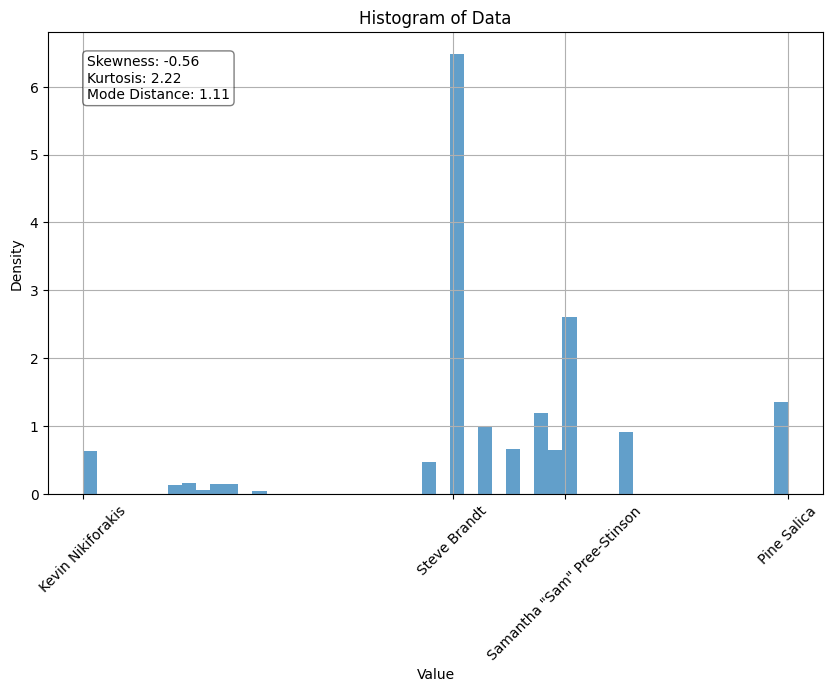 Histogram of Data
Skewness: -0.56
Kurtosis: 2.22
Mode Distance: 1.11
6
5
4
3
2
1
0
Density
Kevin Nikiforakis
Steve Brandt
Samantha "Sam" Pree-Stinson
Pine Salica
Value